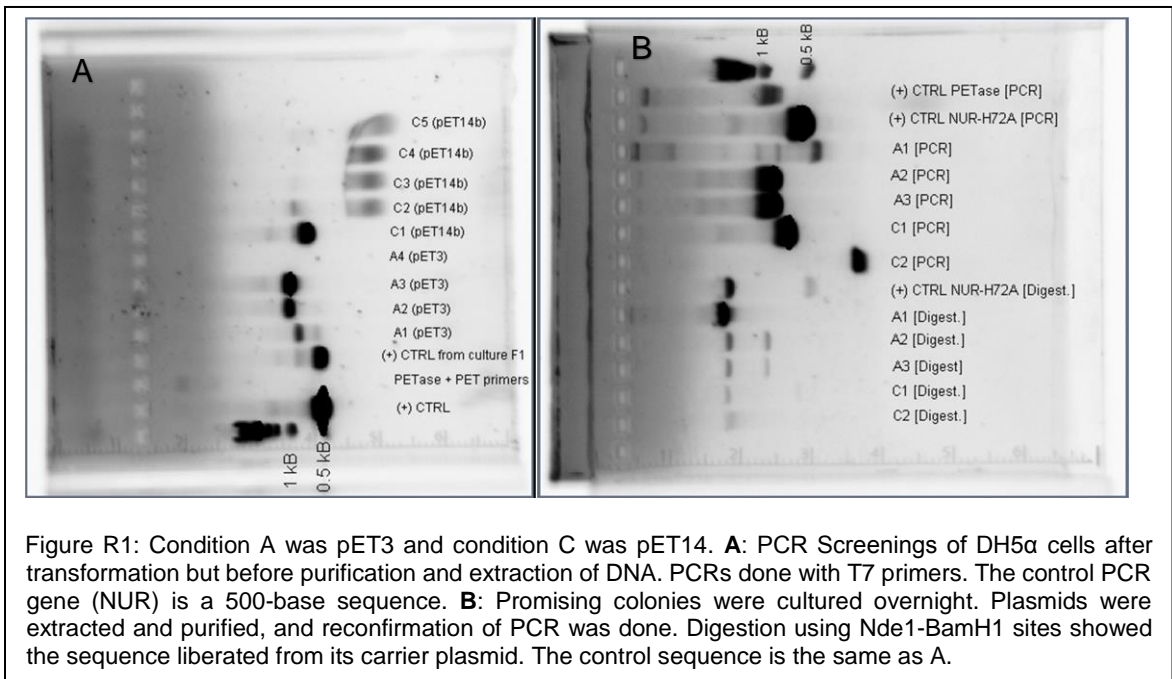 A
C5 (pET14b)
C4 (pET14b)
C3 (pET14b)
C2 (pET14b)
C1 (pET14b)
A4 (pET3)
A3 (pET3)
A2 (pET3)
A1 (pET3)
(+) CTRL from culture F1
PETase + PET primers
(+) CTRL
1 kB
0.5 kB
B
1 kB
0.5 kB
(+) CTRL PETase [PCR]
(+) CTRL NUR-H72A [PCR]
A1 [PCR]
A2 [PCR]
A3 [PCR]
C1 [PCR]
C2 [PCR]
(+) CTRL NUR-H72A [Digest.]
A1 [Digest.]
A2 [Digest.]
A3 [Digest]
C1 [Digest.]
C2 [Digest.]
Figure R1: Condition A was pET3 and condition C was pET14. A: PCR Screenings of DH5α cells after
transformation but before purification and extraction of DNA. PCRs done with T7 primers. The control PCR
gene (NUR) is a 500-base sequence. B: Promising colonies were cultured overnight. Plasmids were
extracted and purified, and reconfirmation of PCR was done. Digestion using Nde1-BamH1 sites showed
the sequence liberated from its carrier plasmid. The control sequence is the same as A.